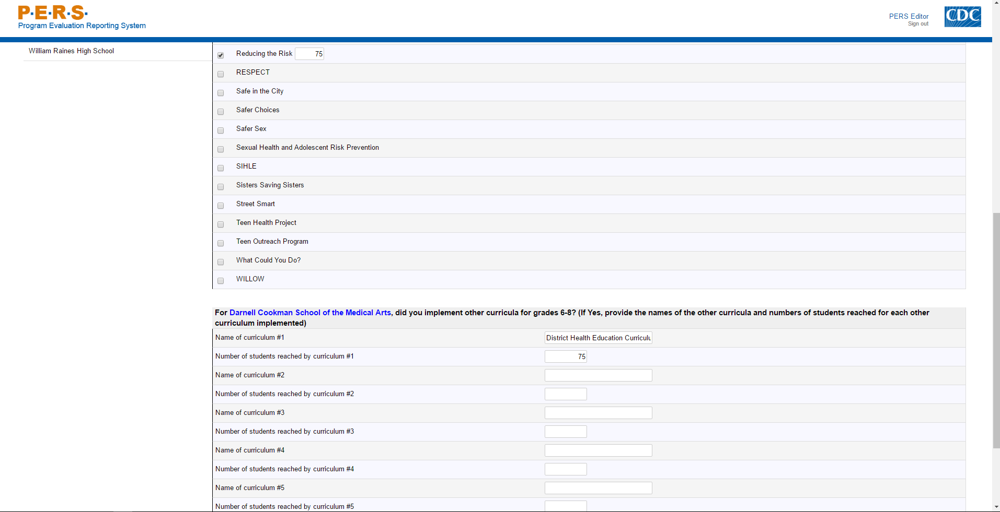 P·E·R·S·
Program Evaluation Reporting System
PERS Editor
Sign out
CDC
William Raines High School
Reducing the Risk 75
RESPECT
Safe in the City
Safer Choices
Safer Sex
Sexual Health and Adolescent Risk Prevention
SIHLE
Sisters Saving Sisters
Street Smart
Teen Health Project
Teen Outreach Program
What Could You Do?
WILLOW
For Darnell Cookman School of the Medical Arts, did you implement other curricula for grades 6-8? (If Yes, provide the names of the other curricula and numbers of students reached for each other
curriculum implemented)
Name of curriculum #1 District Health Education Curriculu
Number of students reached by curriculum #1 75
Name of curriculum #2
Number of students reached by curriculum #2
Name of curriculum #3
Number of students reached by curriculum #3
Name of curriculum #4
Number of students reached by curriculum #4
Name of curriculum #5
Number of students reached by curriculum #5